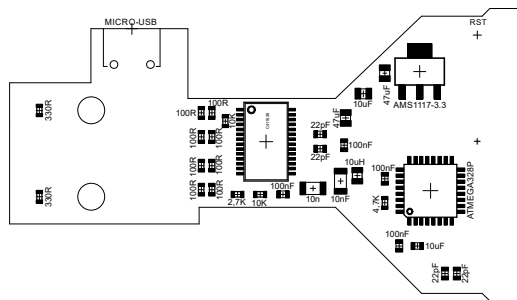 MICRO-USB
RST
330R
100R
100R
10K
47uF
10uF
AMS1117-3.3
47uF
100R
100R
22pF
22pF
100nF
100R
100R
10uH
100nF
ATMEGA328P
330R
100R
100R
2,7K
10K
100nF
10n
10nF
4.7K
100nF
10uF
22pF
22pF